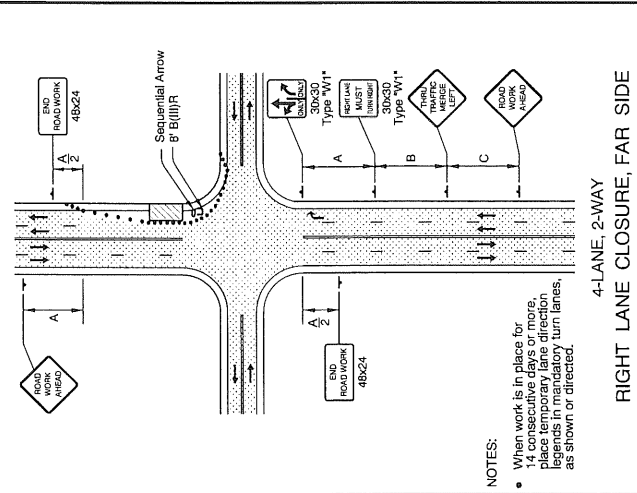 END
ROAD WORK
48x24
A
2
Sequential Arrow
8' B(III)R
ONLY
ONLY
30x30
Type "W1"
RIGHT LANE
MUST
TURN RIGHT
30x30
Type "W1"
THRU
TRAFFIC
MERGE
LEFT
ROAD
WORK
AHEAD
A
B
C
A
ROAD
WORK
AHEAD
A
2
END
ROAD WORK
48x24
NOTES:
• When work is in place for
14 consecutive days or more,
place temporary lane direction
legends in mandatory turn lanes,
as shown or directed.
4-LANE, 2-WAY
RIGHT LANE CLOSURE, FAR SIDE